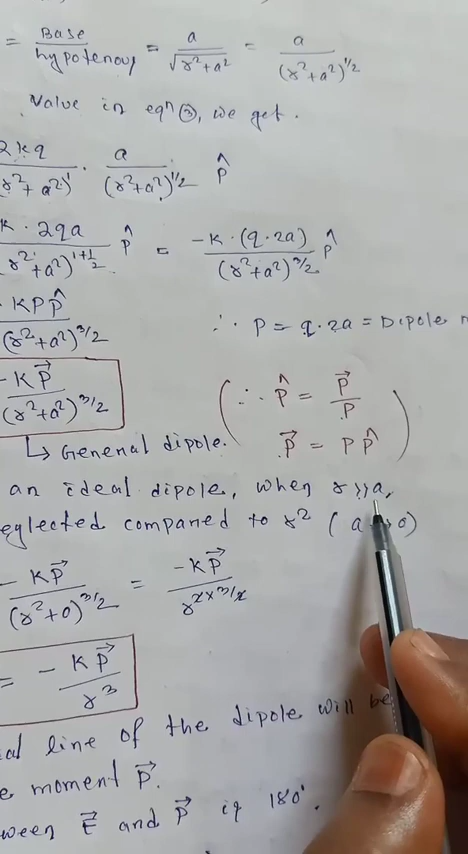 = Base/hypotenous = a/√r²+a² = a/(r²+a²)^1/2
Value in eqn ③, we get.
2kq/(r²+a²)^1 · a/(r²+a²)^1/2 P̂
K · 2qa/(r²+a²)^1+1/2 P̂ = -K · (q·2a)/(r²+a²)^3/2 P̂
-KPP̂/(r²+a²)^3/2
∴ P = q·2a = Dipole
-KP⃗/(r²+a²)^3/2
(∴ P̂ = P⃗/P
P⃗ = PP̂)
↳ General dipole.
an ideal dipole, when r>>a,
neglected compared to r² (a 0)
-KP⃗/(r²+0)^3/2 = -KP⃗/r^2×3/2
= - KP⃗/r³
line of the dipole will be
moment P⃗.
E⃗ and P⃗ is 180°.